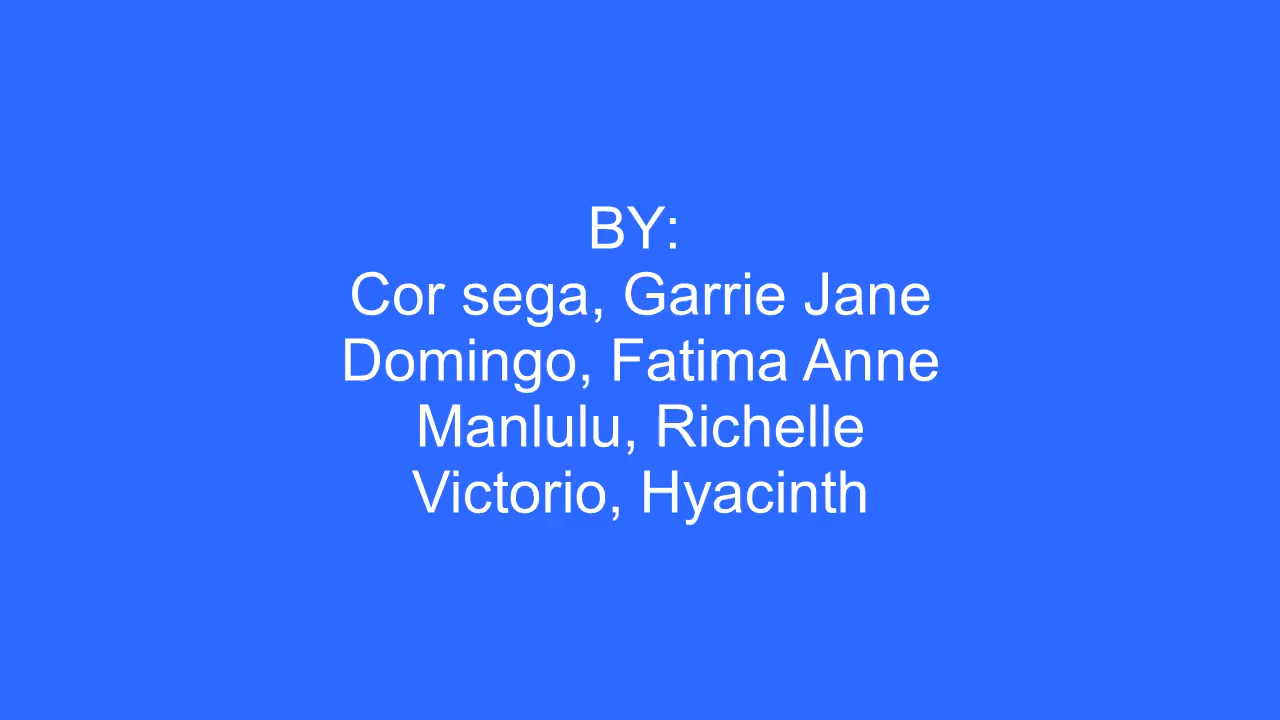 BY:
Cor sega, Garrie Jane
Domingo, Fatima Anne
Manlulu, Richelle
Victorio, Hyacinth